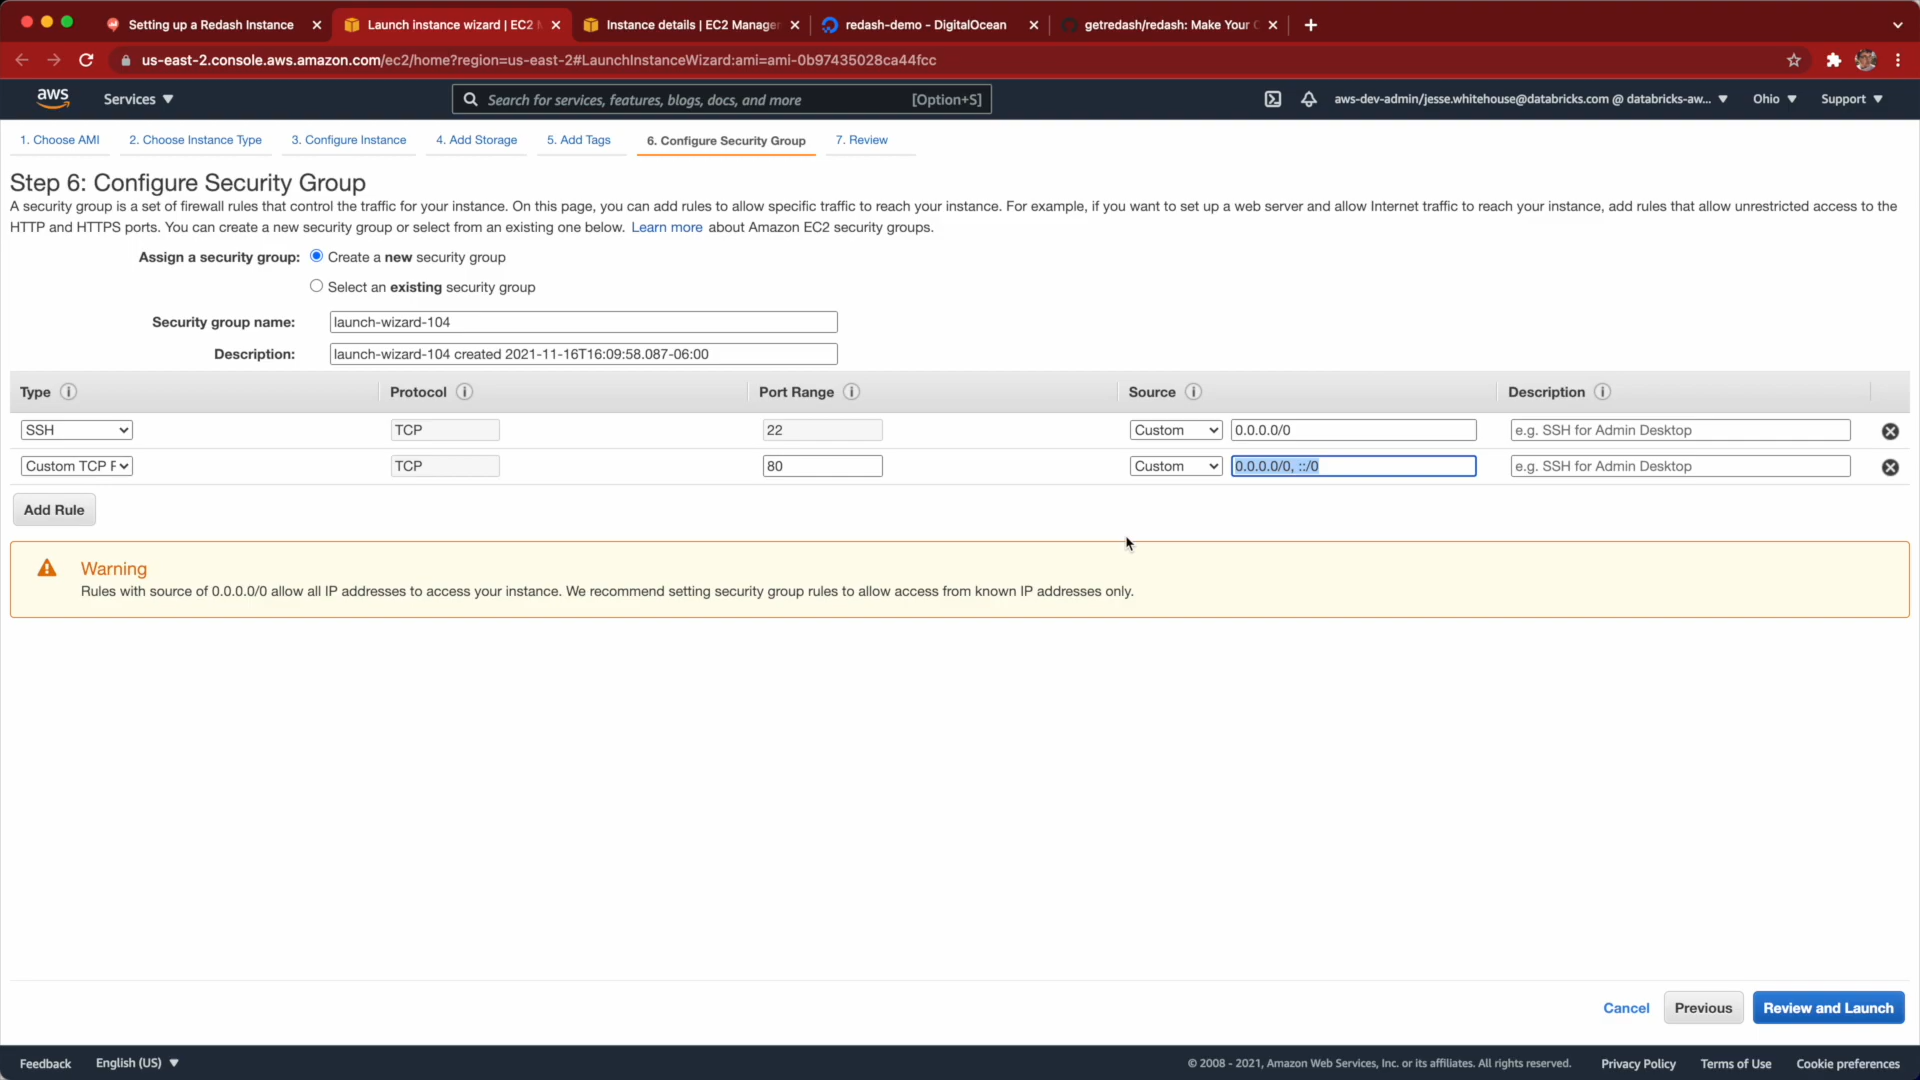 Setting up a Redash Instance
Launch instance wizard | EC2 M
Instance details | EC2 Manager
redash-demo - DigitalOcean
getredash/redash: Make Your C
us-east-2.console.aws.amazon.com/ec2/home?region=us-east-2#LaunchInstanceWizard:ami=ami-0b97435028ca44fcc
aws
Services
Search for services, features, blogs, docs, and more
[Option+S]
aws-dev-admin/jesse.whitehouse@databricks.com @ databricks-aw...
Ohio
Support
1. Choose AMI
2. Choose Instance Type
3. Configure Instance
4. Add Storage
5. Add Tags
6. Configure Security Group
7. Review
Step 6: Configure Security Group
A security group is a set of firewall rules that control the traffic for your instance. On this page, you can add rules to allow specific traffic to reach your instance. For example, if you want to set up a web server and allow Internet traffic to reach your instance, add rules that allow unrestricted access to the
HTTP and HTTPS ports. You can create a new security group or select from an existing one below. Learn more about Amazon EC2 security groups.
Assign a security group:
Create a new security group
Select an existing security group
Security group name:
launch-wizard-104
Description:
launch-wizard-104 created 2021-11-16T16:09:58.087-06:00
Type
Protocol
Port Range
Source
Description
SSH
TCP
22
Custom
0.0.0.0/0
e.g. SSH for Admin Desktop
Custom TCP F
TCP
80
Custom
0.0.0.0/0, ::/0
e.g. SSH for Admin Desktop
Add Rule
Warning
Rules with source of 0.0.0.0/0 allow all IP addresses to access your instance. We recommend setting security group rules to allow access from known IP addresses only.
Cancel
Previous
Review and Launch
Feedback
English (US)
© 2008 - 2021, Amazon Web Services, Inc. or its affiliates. All rights reserved.
Privacy Policy
Terms of Use
Cookie preferences